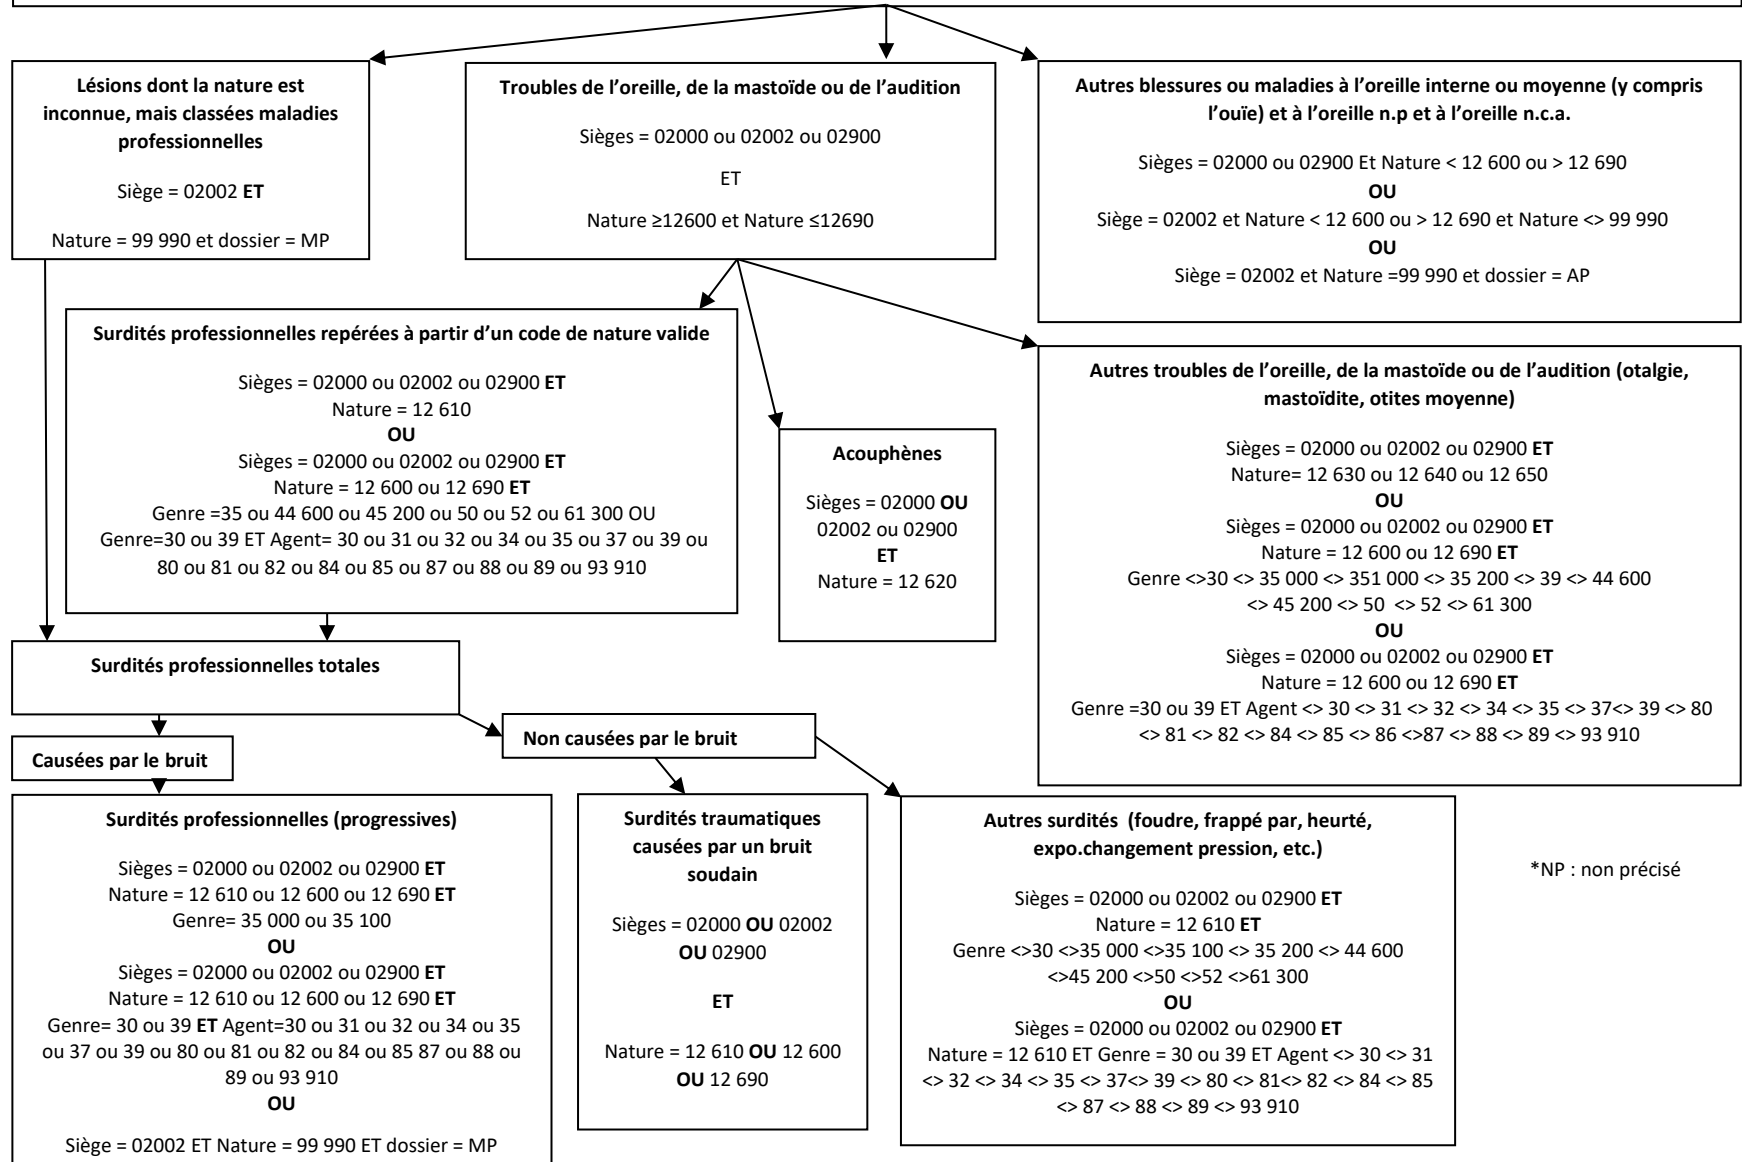 Lésions dont la nature est
inconnue, mais classées maladies
professionnelles
Siège = 02002 ET
Nature = 99 990 et dossier = MP
Troubles de l’oreille, de la mastoïde ou de l’audition
Sièges = 02000 ou 02002 ou 02900
ET
Nature ≥12600 et Nature ≤12690
Autres blessures ou maladies à l’oreille interne ou moyenne (y compris
l’ouïe) et à l’oreille n.p et à l’oreille n.c.a.
Sièges = 02000 ou 02900 Et Nature < 12 600 ou > 12 690
OU
Siège = 02002 et Nature < 12 600 ou > 12 690 et Nature <> 99 990
OU
Siège = 02002 et Nature =99 990 et dossier = AP
Surdités professionnelles repérées à partir d’un code de nature valide
Sièges = 02000 ou 02002 ou 02900 ET
Nature = 12 610
OU
Sièges = 02000 ou 02002 ou 02900 ET
Nature = 12 600 ou 12 690 ET
Genre =35 ou 44 600 ou 45 200 ou 50 ou 52 ou 61 300 OU
Genre=30 ou 39 ET Agent= 30 ou 31 ou 32 ou 34 ou 35 ou 37 ou 39 ou
80 ou 81 ou 82 ou 84 ou 85 ou 87 ou 88 ou 89 ou 93 910
Acouphènes
Sièges = 02000 OU
02002 ou 02900
ET
Nature = 12 620
Autres troubles de l’oreille, de la mastoïde ou de l’audition (otalgie,
mastoïdite, otites moyenne)
Sièges = 02000 ou 02002 ou 02900 ET
Nature= 12 630 ou 12 640 ou 12 650
OU
Sièges = 02000 ou 02002 ou 02900 ET
Nature = 12 600 ou 12 690 ET
Genre <>30 <> 35 000 <> 351 000 <> 35 200 <> 39 <> 44 600
<> 45 200 <> 50 <> 52 <> 61 300
OU
Sièges = 02000 ou 02002 ou 02900 ET
Nature = 12 600 ou 12 690 ET
Genre =30 ou 39 ET Agent <> 30 <> 31 <> 32 <> 34 <> 35 <> 37<> 39 <> 80
<> 81 <> 82 <> 84 <> 85 <> 86 <>87 <> 88 <> 89 <> 93 910
Surdités professionnelles totales
Causées par le bruit
Non causées par le bruit
Surdités professionnelles (progressives)
Sièges = 02000 ou 02002 ou 02900 ET
Nature = 12 610 ou 12 600 ou 12 690 ET
Genre= 35 000 ou 35 100
OU
Sièges = 02000 ou 02002 ou 02900 ET
Nature = 12 610 ou 12 600 ou 12 690 ET
Genre= 30 ou 39 ET Agent=30 ou 31 ou 32 ou 34 ou 35
ou 37 ou 39 ou 80 ou 81 ou 82 ou 84 ou 85 87 ou 88 ou
89 ou 93 910
OU
Siège = 02002 ET Nature = 99 990 ET dossier = MP
Surdités traumatiques
causées par un bruit
soudain
Sièges = 02000 OU 02002
OU 02900
ET
Nature = 12 610 OU 12 600
OU 12 690
Autres surdités (foudre, frappé par, heurté,
expo.changement pression, etc.)
Sièges = 02000 ou 02002 ou 02900 ET
Nature = 12 610 ET
Genre <>30 <>35 000 <>35 100 <> 35 200 <> 44 600
<>45 200 <>50 <>52 <>61 300
OU
Sièges = 02000 ou 02002 ou 02900 ET
Nature = 12 610 ET Genre = 30 ou 39 ET Agent <> 30 <> 31
<> 32 <> 34 <> 35 <> 37<> 39 <> 80 <> 81<> 82 <> 84 <> 85
<> 87 <> 88 <> 89 <> 93 910
*NP : non précisé